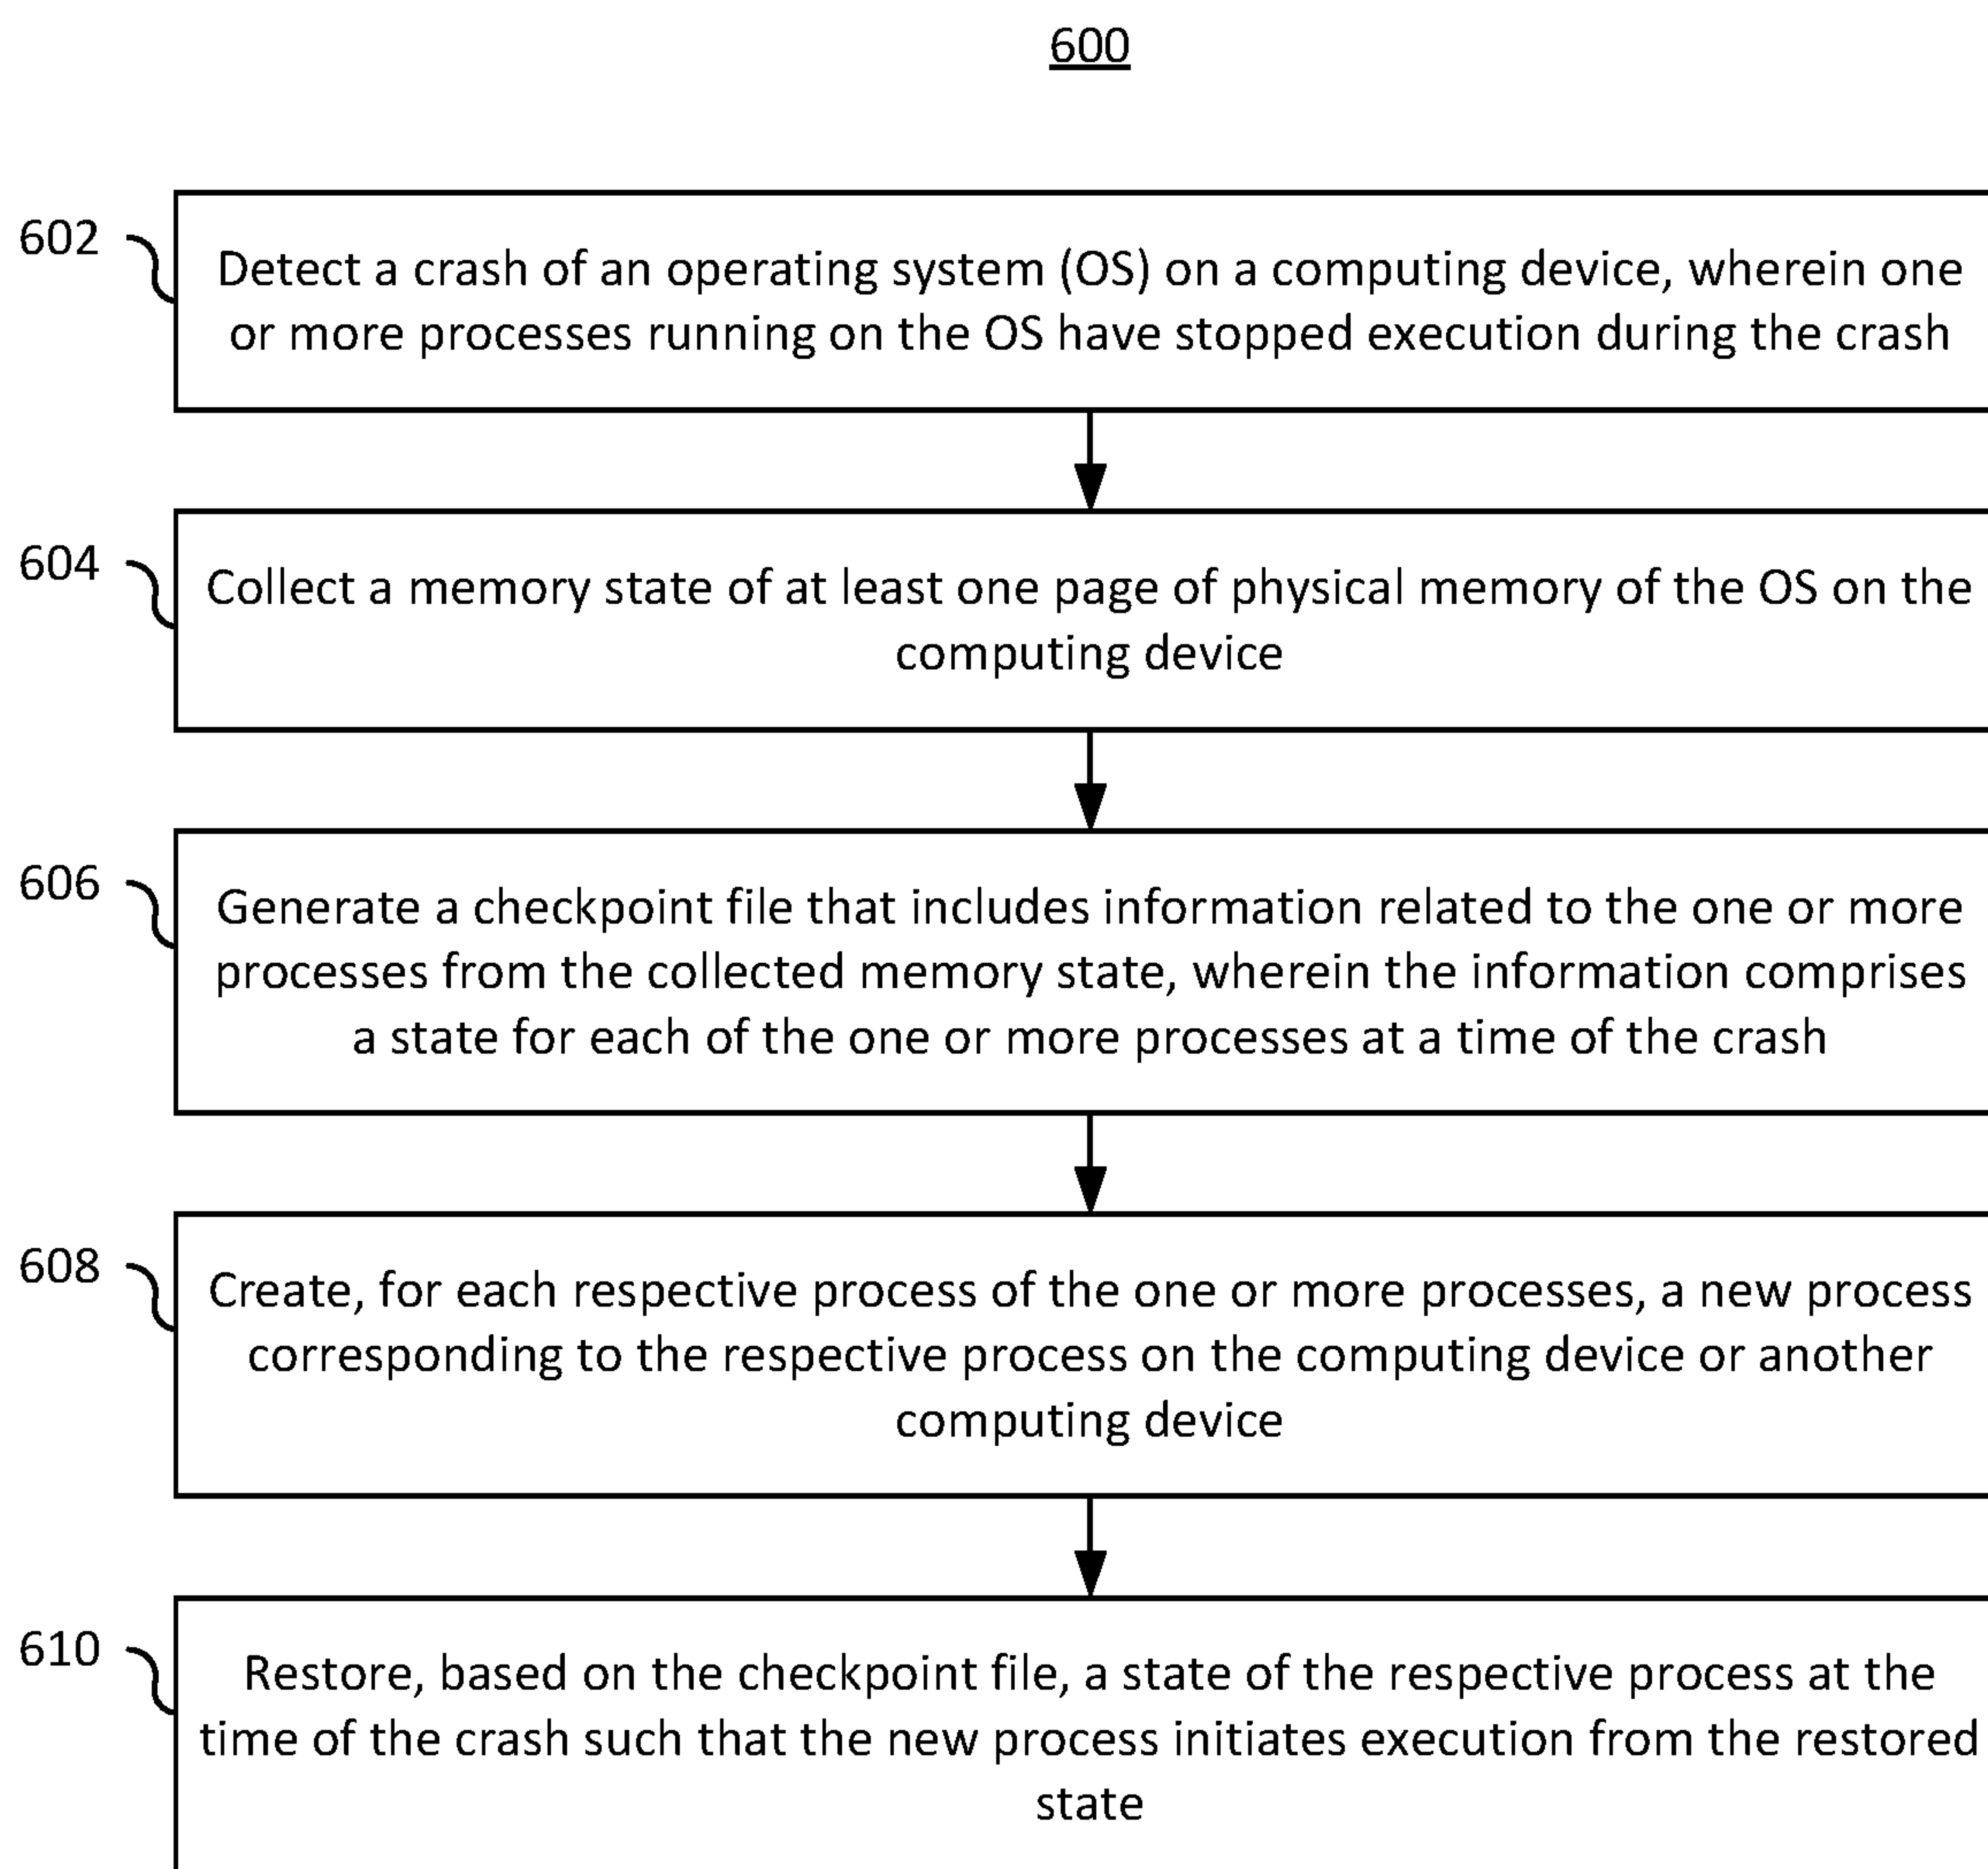 600
602
Detect a crash of an operating system (OS) on a computing device, wherein one
or more processes running on the OS have stopped execution during the crash
604
Collect a memory state of at least one page of physical memory of the OS on the
computing device
606
Generate a checkpoint file that includes information related to the one or more
processes from the collected memory state, wherein the information comprises
a state for each of the one or more processes at a time of the crash
608
Create, for each respective process of the one or more processes, a new process
corresponding to the respective process on the computing device or another
computing device
610
Restore, based on the checkpoint file, a state of the respective process at the
time of the crash such that the new process initiates execution from the restored
state